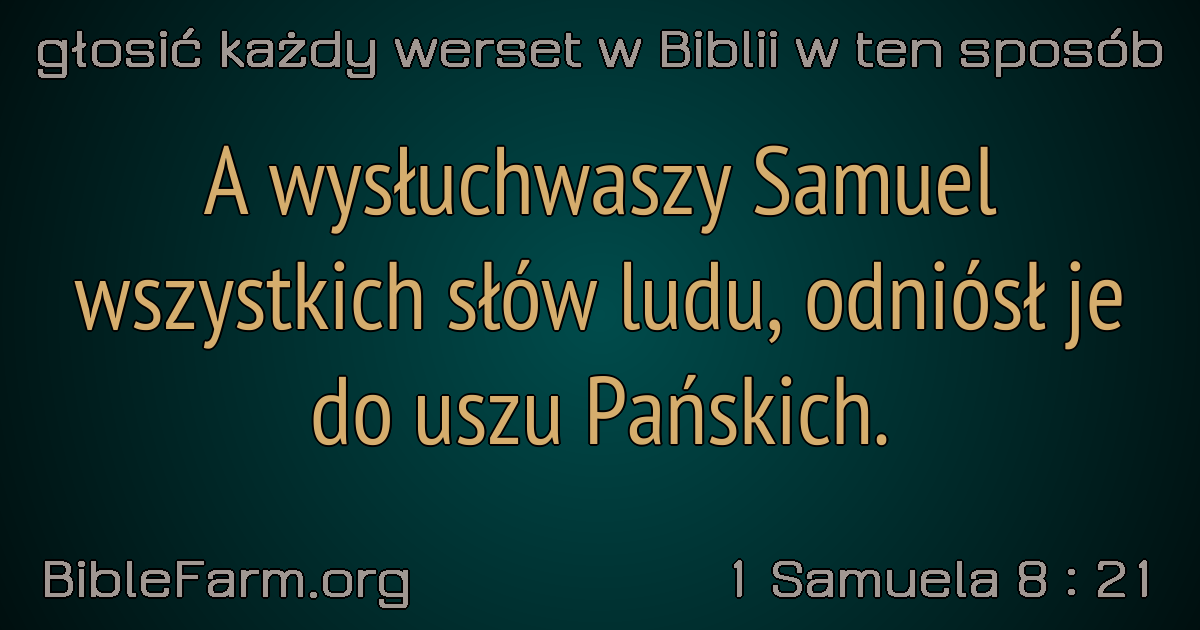 głosić każdy werset w Biblii w ten sposób
A wysłuchwaszy Samuel
wszystkich słów ludu, odniósł je
do uszu Pańskich.
BibleFarm.org
1 Samuela 8 : 21